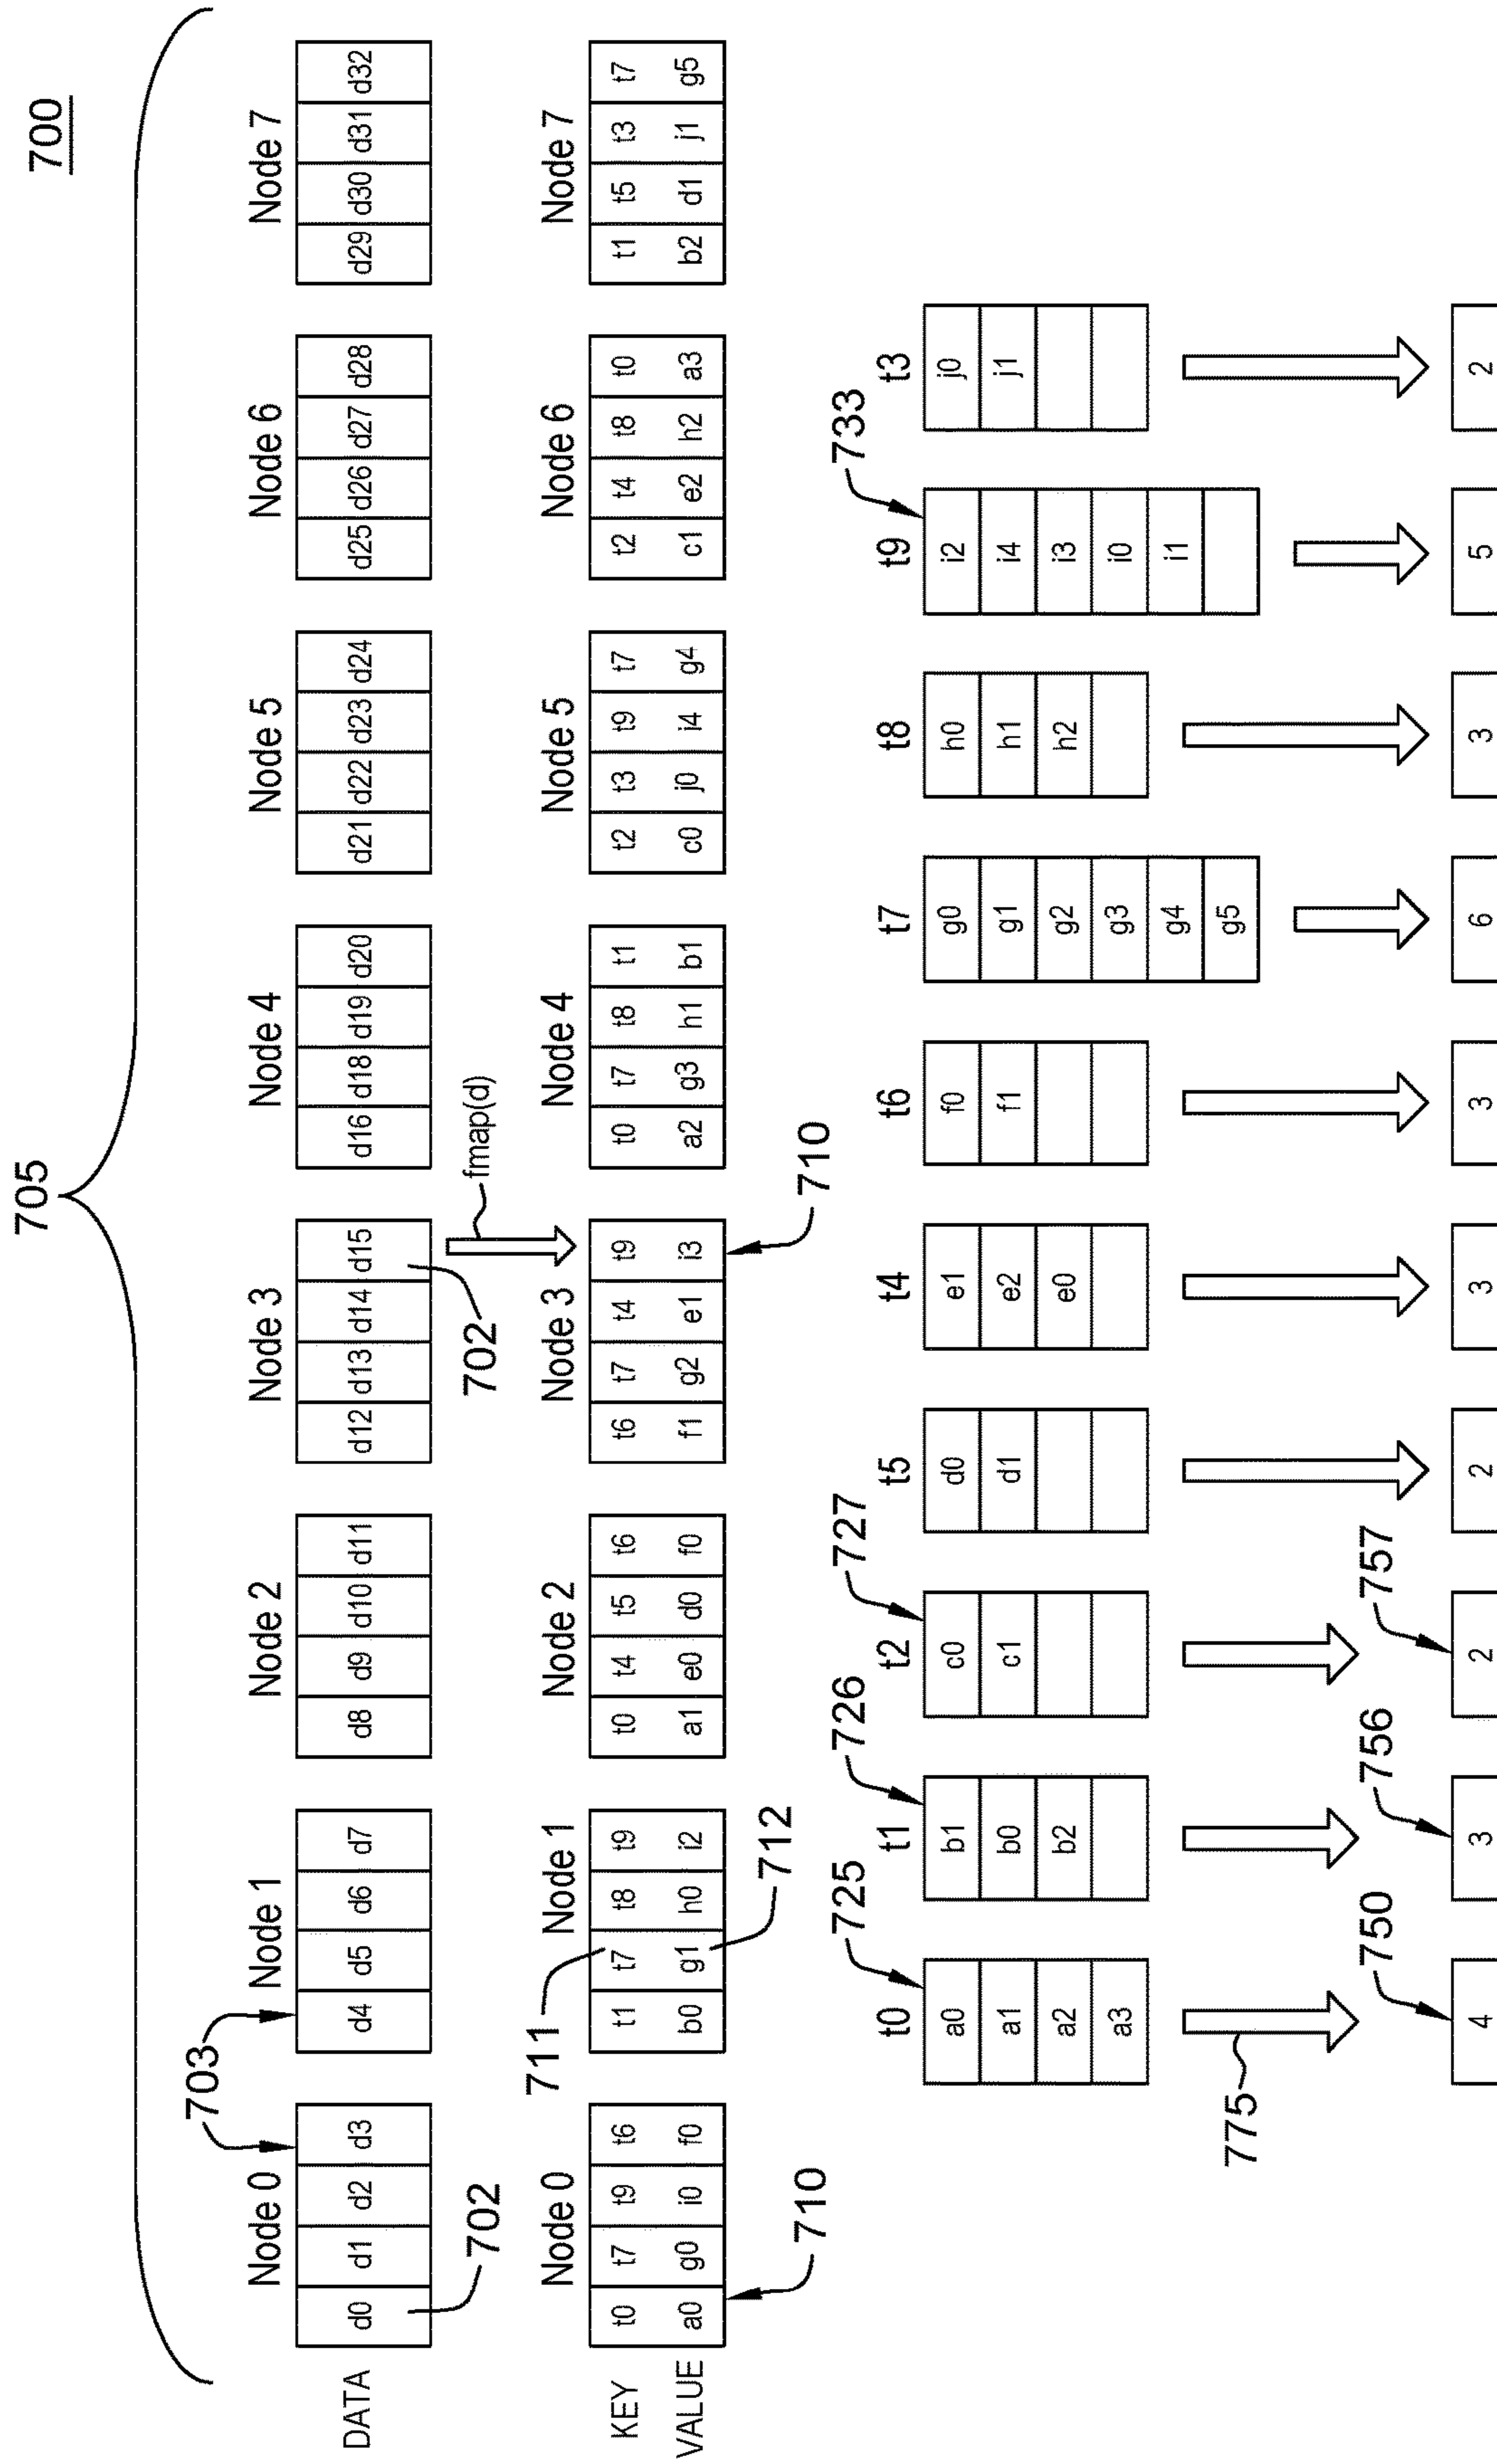 700
705
Node 0 Node 1 Node 2 Node 3 Node 4 Node 5 Node 6 Node 7
703
DATA d0 d1 d2 d3 d4 d5 d6 d7 d8 d9 d10 d11 d12 d13 d14 d15 d16 d18 d19 d20 d21 d22 d23 d24 d25 d26 d27 d28 d29 d30 d31 d32
702 702 fmap(d)
Node 0 Node 1 Node 2 Node 3 Node 4 Node 5 Node 6 Node 7
711
KEY t0 t7 t9 t6 t1 t7 t8 t9 t0 t4 t5 t6 t6 t7 t4 t9 t0 t7 t8 t1 t2 t3 t9 t7 t2 t4 t8 t0 t1 t5 t3 t7
VALUE a0 g0 i0 f0 b0 g1 h0 i2 a1 e0 d0 f0 f1 g2 e1 i3 a2 g3 h1 b1 c0 j0 i4 g4 c1 e2 h2 a3 b2 d1 j1 g5
710 712 710
725 726 727 733
t0 t1 t2 t5 t4 t6 t7 t8 t9 t3
a0 b1 c0 d0 e1 f0 g0 h0 i2 j0
a1 b0 c1 d1 e2 f1 g1 h1 i4 j1
a2 b2 e0 g2 h2 i3
a3 g3 i0
g4 i1
g5
775
750 756 757
4 3 2 2 3 3 6 3 5 2